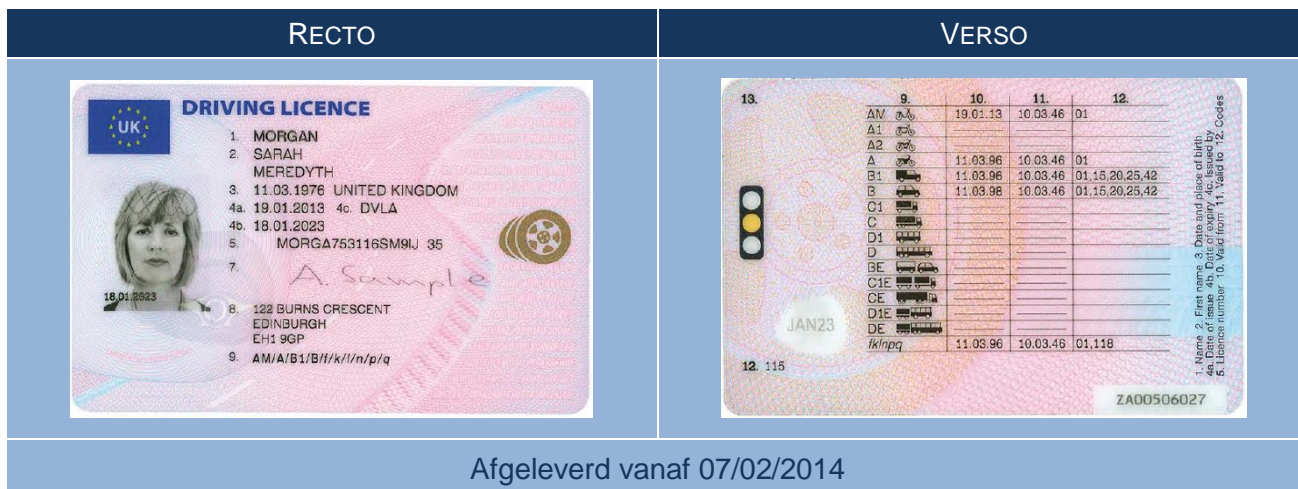 RECTO
VERSO
UK
DRIVING LICENCE
1. MORGAN
2. SARAH
MEREDYTH
3. 11.03.1976 UNITED KINGDOM
4a. 19.01.2013 4c. DVLA
4b. 18.01.2023
5. MORGA753116SM9IJ 35
7. A. Sample
18.01.2023
8. 122 BURNS CRESCENT
EDINBURGH
EH1 9GP
9. AM/A/B1/B/f/k/l/n/p/q
13. 9. 10. 11. 12.
AM 19.01.13 10.03.46 01
A1
A2
A 11.03.96 10.03.46 01
B1 11.03.96 10.03.46 01,15,20,25,42
B 11.03.98 10.03.46 01,15,20,25,42
C1
C
D1
D
BE
C1E
CE
D1E
DE
fklnpq 11.03.96 10.03.46 01,118
JAN23
12. 115
1. Name 2. First name 3. Date and place of birth
4a. Date of issue 4b. Date of expiry 4c. Issued by
5. Licence number 10. Valid from 11. Valid to 12. Codes
ZA00506027
Afgeleverd vanaf 07/02/2014